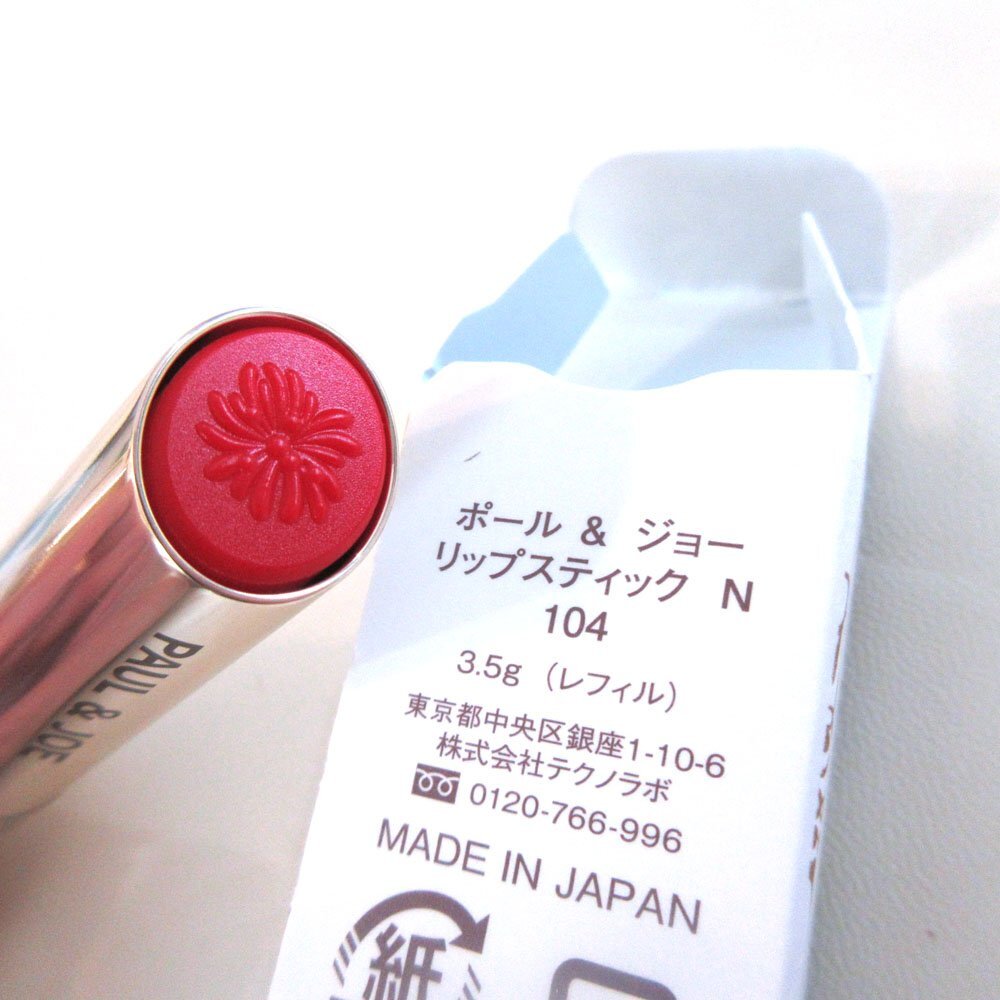 PAUL & JOE
ポール & ジョー
リップスティック N
104
3.5g (レフィル)
東京都中央区銀座1-10-6
株式会社テクノラボ
0120-766-996
MADE IN JAPAN
紙